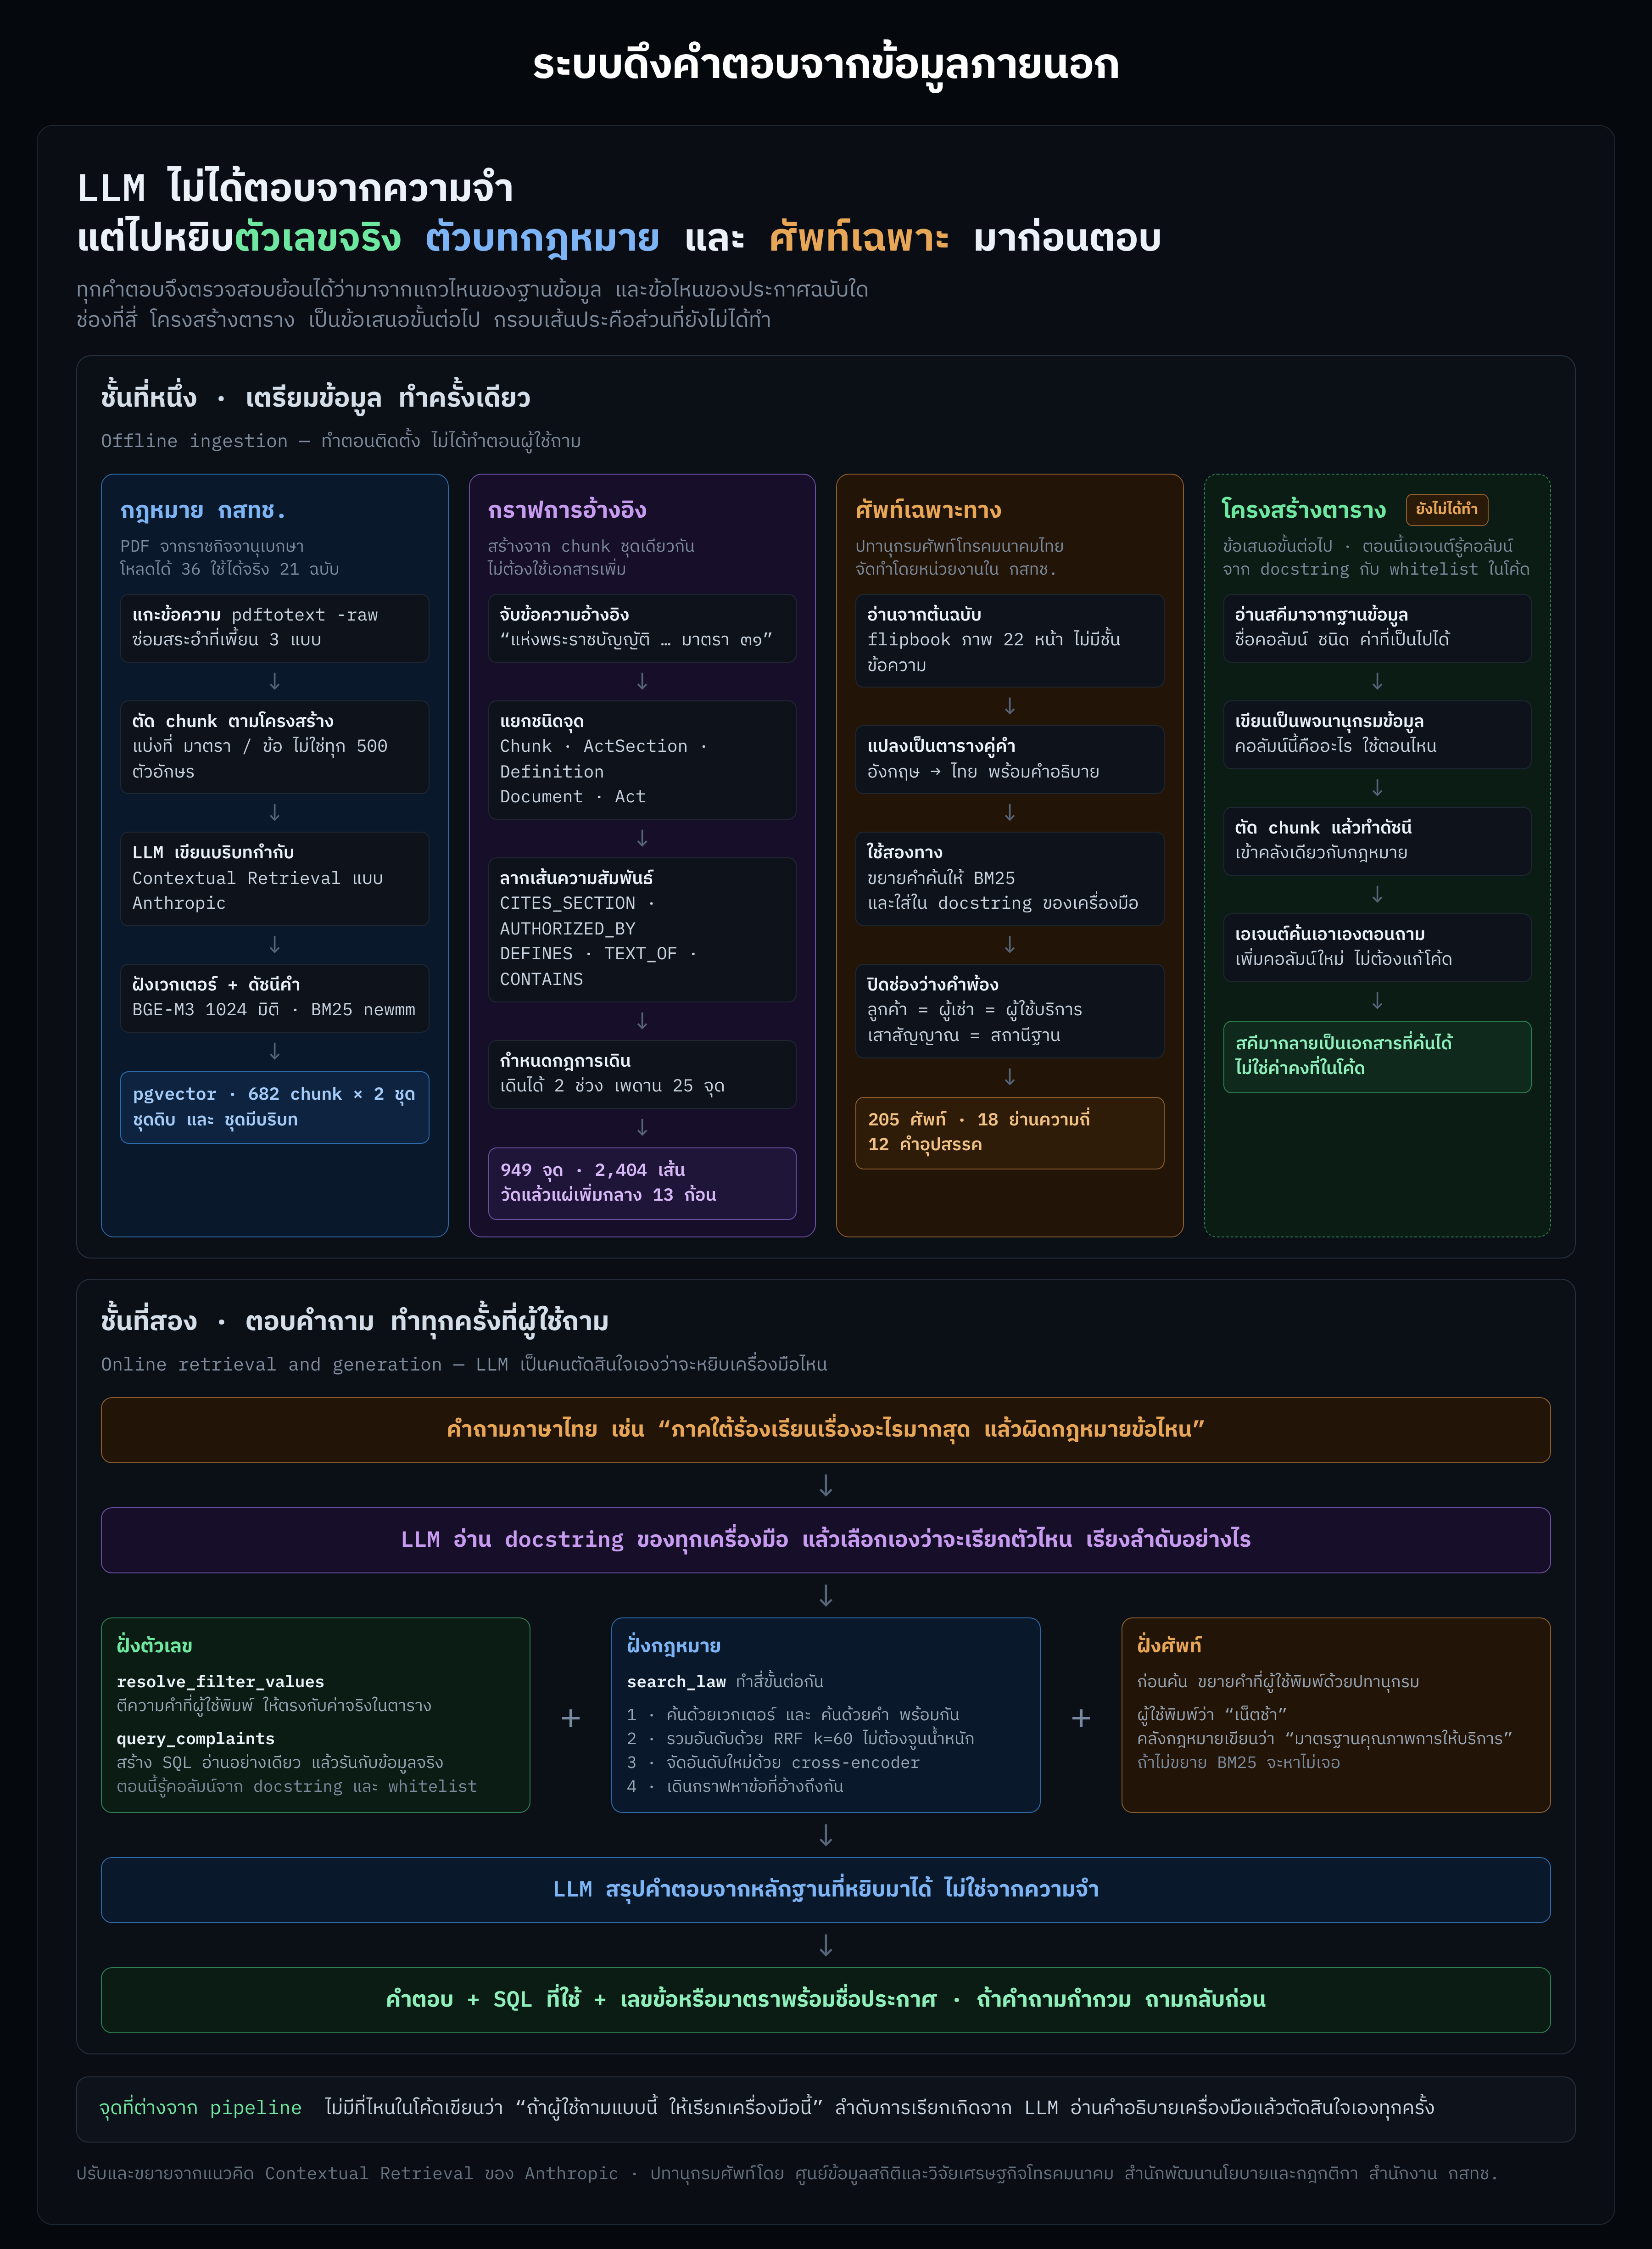 ระบบดึงคำตอบจากข้อมูลภายนอก
LLM ไม่ได้ตอบจากความจำ
แต่ไปหยิบตัวเลขจริง ตัวบทกฎหมาย และ ศัพท์เฉพาะ มาก่อนตอบ
ทุกคำตอบจึงตรวจสอบย้อนได้ว่ามาจากแถวไหนของฐานข้อมูล และข้อไหนของประกาศฉบับใด
ช่องที่สี่ โครงสร้างตาราง เป็นข้อเสนอขั้นต่อไป กรอบเส้นประคือส่วนที่ยังไม่ได้ทำ
ชั้นที่หนึ่ง · เตรียมข้อมูล ทำครั้งเดียว
Offline ingestion — ทำตอนติดตั้ง ไม่ได้ทำตอนผู้ใช้ถาม
กฎหมาย กสทช.
PDF จากราชกิจจานุเบกษา
โหลดได้ 36 ใช้ได้จริง 21 ฉบับ
แกะข้อความ pdftotext -raw
ซ่อมสระอำที่เพี้ยน 3 แบบ
↓
ตัด chunk ตามโครงสร้าง
แบ่งที่ มาตรา / ข้อ ไม่ใช่ทุก 500
ตัวอักษร
↓
LLM เขียนบริบทกำกับ
Contextual Retrieval แบบ
Anthropic
↓
ฝังเวกเตอร์ + ดัชนีคำ
BGE-M3 1024 มิติ · BM25 newmm
↓
pgvector · 682 chunk × 2 ชุด
ชุดดิบ และ ชุดมีบริบท
กราฟการอ้างอิง
สร้างจาก chunk ชุดเดียวกัน
ไม่ต้องใช้เอกสารเพิ่ม
จับข้อความอ้างอิง
“แห่งพระราชบัญญัติ … มาตรา ๓๑”
↓
แยกชนิดจุด
Chunk · ActSection ·
Definition
Document · Act
↓
ลากเส้นความสัมพันธ์
CITES_SECTION ·
AUTHORIZED_BY
DEFINES · TEXT_OF ·
CONTAINS
↓
กำหนดกฎการเดิน
เดินได้ 2 ช่วง เพดาน 25 จุด
↓
949 จุด · 2,404 เส้น
วัดแล้วแผ่เพิ่มกลาง 13 ก้อน
ศัพท์เฉพาะทาง
ปทานุกรมศัพท์โทรคมนาคมไทย
จัดทำโดยหน่วยงานใน กสทช.
อ่านจากต้นฉบับ
flipbook ภาพ 22 หน้า ไม่มีชั้น
ข้อความ
↓
แปลงเป็นตารางคู่คำ
อังกฤษ → ไทย พร้อมคำอธิบาย
↓
ใช้สองทาง
ขยายคำค้นให้ BM25
และใส่ใน docstring ของเครื่องมือ
↓
ปิดช่องว่างคำพ้อง
ลูกค้า = ผู้เช่า = ผู้ใช้บริการ
เสาสัญญาณ = สถานีฐาน
↓
205 ศัพท์ · 18 ย่านความถี่
12 คำอุปสรรค
โครงสร้างตาราง ยังไม่ได้ทำ
ข้อเสนอขั้นต่อไป · ตอนนี้เอเจนต์รู้คอลัมน์
จาก docstring กับ whitelist ในโค้ด
อ่านสคีมาจากฐานข้อมูล
ชื่อคอลัมน์ ชนิด ค่าที่เป็นไปได้
↓
เขียนเป็นพจนานุกรมข้อมูล
คอลัมน์นี้คืออะไร ใช้ตอนไหน
↓
ตัด chunk แล้วทำดัชนี
เข้าคลังเดียวกับกฎหมาย
↓
เอเจนต์ค้นเอาเองตอนถาม
เพิ่มคอลัมน์ใหม่ ไม่ต้องแก้โค้ด
↓
สคีมากลายเป็นเอกสารที่ค้นได้
ไม่ใช่ค่าคงที่ในโค้ด
ชั้นที่สอง · ตอบคำถาม ทำทุกครั้งที่ผู้ใช้ถาม
Online retrieval and generation — LLM เป็นคนตัดสินใจเองว่าจะหยิบเครื่องมือไหน
คำถามภาษาไทย เช่น “ภาคใต้ร้องเรียนเรื่องอะไรมากสุด แล้วผิดกฎหมายข้อไหน”
↓
LLM อ่าน docstring ของทุกเครื่องมือ แล้วเลือกเองว่าจะเรียกตัวไหน เรียงลำดับอย่างไร
↓
ฝั่งตัวเลข
resolve_filter_values
ตีความคำที่ผู้ใช้พิมพ์ ให้ตรงกับค่าจริงในตาราง
query_complaints
สร้าง SQL อ่านอย่างเดียว แล้วรันกับข้อมูลจริง
ตอนนี้รู้คอลัมน์จาก docstring และ whitelist
+
ฝั่งกฎหมาย
search_law ทำสี่ขั้นต่อกัน
1 · ค้นด้วยเวกเตอร์ และ ค้นด้วยคำ พร้อมกัน
2 · รวมอันดับด้วย RRF k=60 ไม่ต้องจูนน้ำหนัก
3 · จัดอันดับใหม่ด้วย cross-encoder
4 · เดินกราฟหาข้อที่อ้างถึงกัน
+
ฝั่งศัพท์
ก่อนค้น ขยายคำที่ผู้ใช้พิมพ์ด้วยปทานุกรม
ผู้ใช้พิมพ์ว่า “เน็ตช้า”
คลังกฎหมายเขียนว่า “มาตรฐานคุณภาพการให้บริการ”
ถ้าไม่ขยาย BM25 จะหาไม่เจอ
↓
LLM สรุปคำตอบจากหลักฐานที่หยิบมาได้ ไม่ใช่จากความจำ
↓
คำตอบ + SQL ที่ใช้ + เลขข้อหรือมาตราพร้อมชื่อประกาศ · ถ้าคำถามกำกวม ถามกลับก่อน
จุดที่ต่างจาก pipeline ไม่มีที่ไหนในโค้ดเขียนว่า “ถ้าผู้ใช้ถามแบบนี้ ให้เรียกเครื่องมือนี้” ลำดับการเรียกเกิดจาก LLM อ่านคำอธิบายเครื่องมือแล้วตัดสินใจเองทุกครั้ง
ปรับและขยายจากแนวคิด Contextual Retrieval ของ Anthropic · ปทานุกรมศัพท์โดย ศูนย์ข้อมูลสถิติและวิจัยเศรษฐกิจโทรคมนาคม สำนักพัฒนานโยบายและกฎกติกา สำนักงาน กสทช.